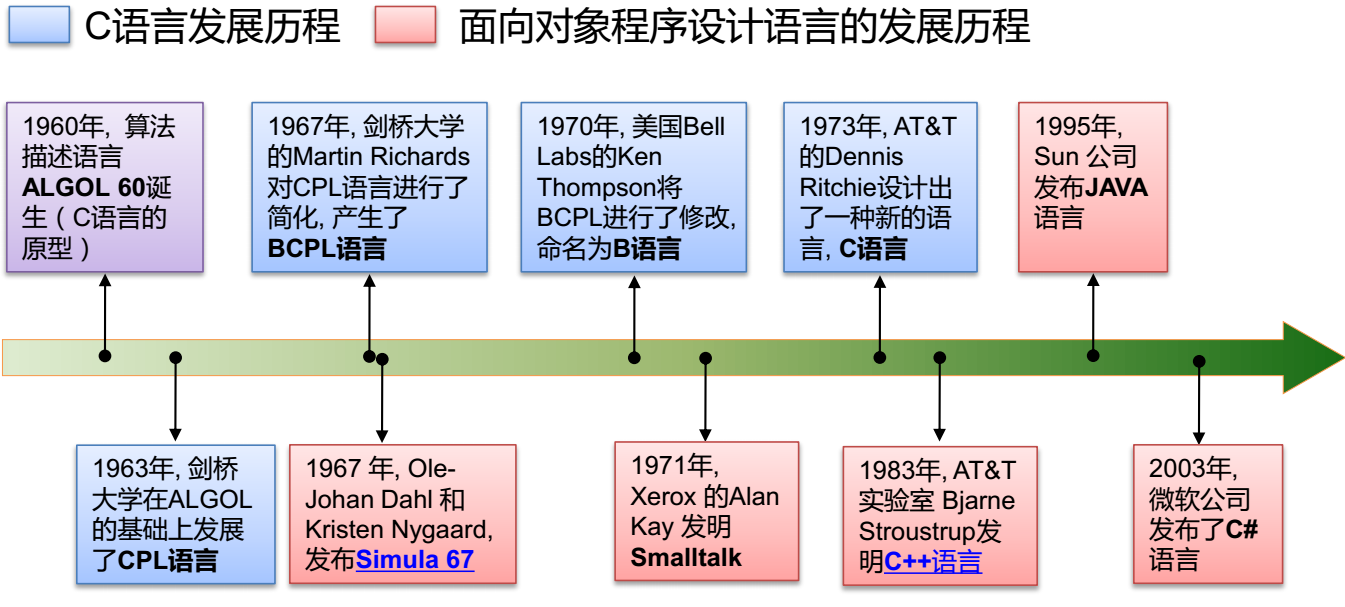 C语言发展历程
面向对象程序设计语言的发展历程
1960年, 算法
描述语言
ALGOL 60诞
生（C语言的
原型）
1967年, 剑桥大学
的Martin Richards
对CPL语言进行了
简化, 产生了
BCPL语言
1970年, 美国Bell
Labs的Ken
Thompson将
BCPL进行了修改,
命名为B语言
1973年, AT&T
的Dennis
Ritchie设计出
了一种新的语
言, C语言
1995年,
Sun 公司
发布JAVA
语言
1963年, 剑桥
大学在ALGOL
的基础上发展
了CPL语言
1967 年, Ole-
Johan Dahl 和
Kristen Nygaard,
发布Simula 67
1971年,
Xerox 的Alan
Kay 发明
Smalltalk
1983年, AT&T
实验室 Bjarne
Stroustrup发
明C++语言
2003年,
微软公司
发布了C#
语言